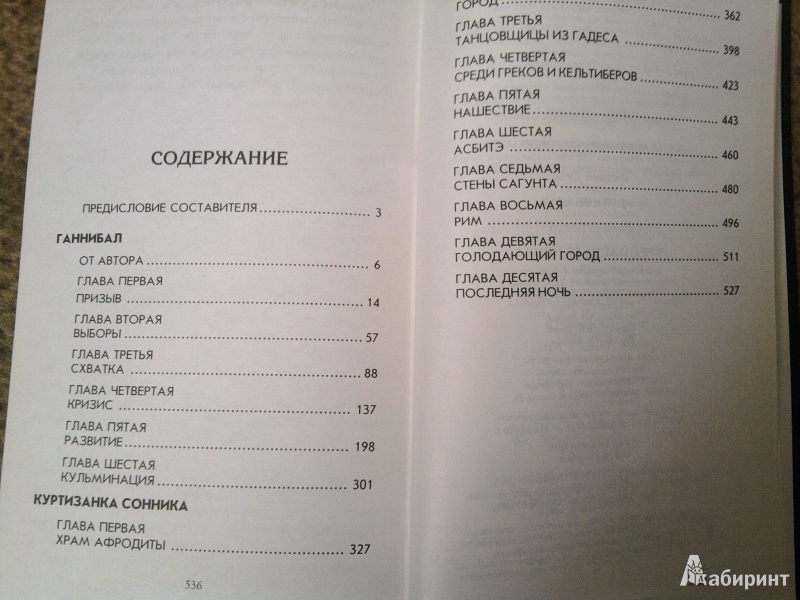 СОДЕРЖАНИЕ
ПРЕДИСЛОВИЕ СОСТАВИТЕЛЯ ........ 3
ГАННИБАЛ
ОТ АВТОРА ........ 6
ГЛАВА ПЕРВАЯ
ПРИЗЫВ ........ 14
ГЛАВА ВТОРАЯ
ВЫБОРЫ ........ 57
ГЛАВА ТРЕТЬЯ
СХВАТКА ........ 88
ГЛАВА ЧЕТВЕРТАЯ
КРИЗИС ........ 137
ГЛАВА ПЯТАЯ
РАЗВИТИЕ ........ 198
ГЛАВА ШЕСТАЯ
КУЛЬМИНАЦИЯ ........ 301
КУРТИЗАНКА СОННИКА
ГЛАВА ПЕРВАЯ
ХРАМ АФРОДИТЫ ........ 327
536
ГОРОД ........ 362
ГЛАВА ТРЕТЬЯ
ТАНЦОВЩИЦЫ ИЗ ГАДЕСА ........ 398
ГЛАВА ЧЕТВЕРТАЯ
СРЕДИ ГРЕКОВ И КЕЛЬТИБЕРОВ ........ 423
ГЛАВА ПЯТАЯ
НАШЕСТВИЕ ........ 443
ГЛАВА ШЕСТАЯ
АСБИТЭ ........ 460
ГЛАВА СЕДЬМАЯ
СТЕНЫ САГУНТА ........ 480
ГЛАВА ВОСЬМАЯ
РИМ ........ 496
ГЛАВА ДЕВЯТАЯ
ГОЛОДАЮЩИЙ ГОРОД ........ 511
ГЛАВА ДЕСЯТАЯ
ПОСЛЕДНЯЯ НОЧЬ ........ 527
Лабиринт